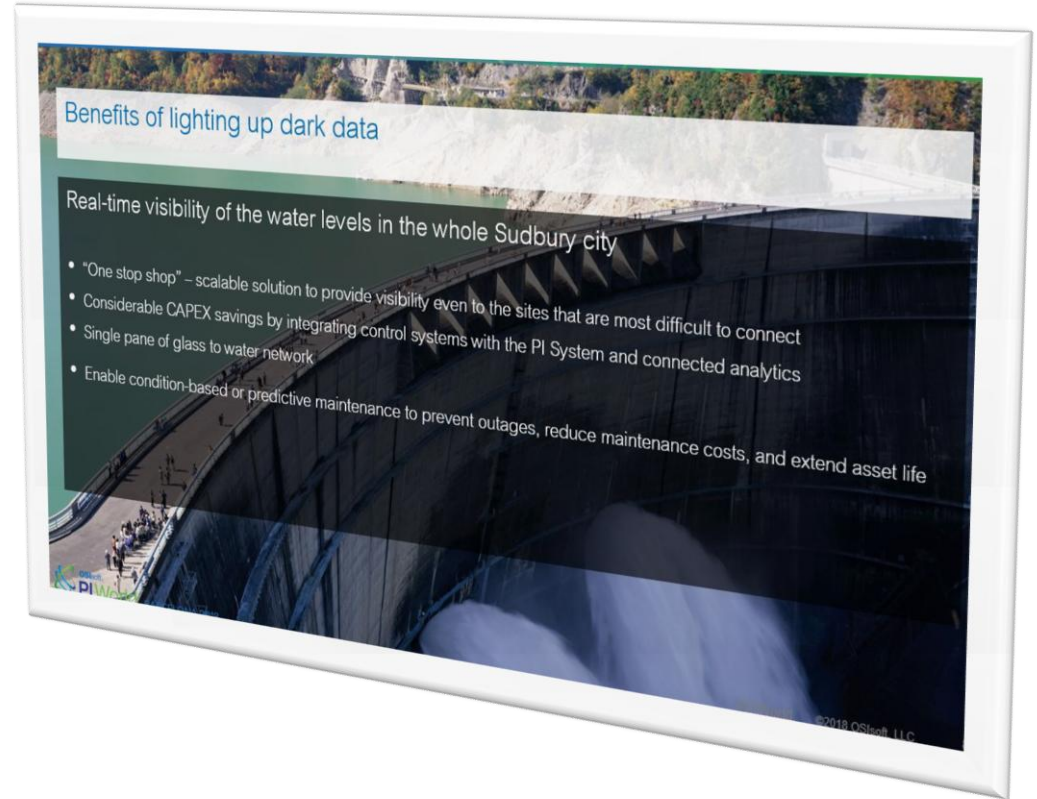 Benefits of lighting up dark data
Real-time visibility of the water levels in the whole Sudbury city
• “One stop shop” – scalable solution to provide visibility even to the sites that are most difficult to connect
• Considerable CAPEX savings by integrating control systems with the PI System and connected analytics
• Single pane of glass to water network
• Enable condition-based or predictive maintenance to prevent outages, reduce maintenance costs, and extend asset life
OSIsoft.
PI World
©2018 OSIsoft, LLC